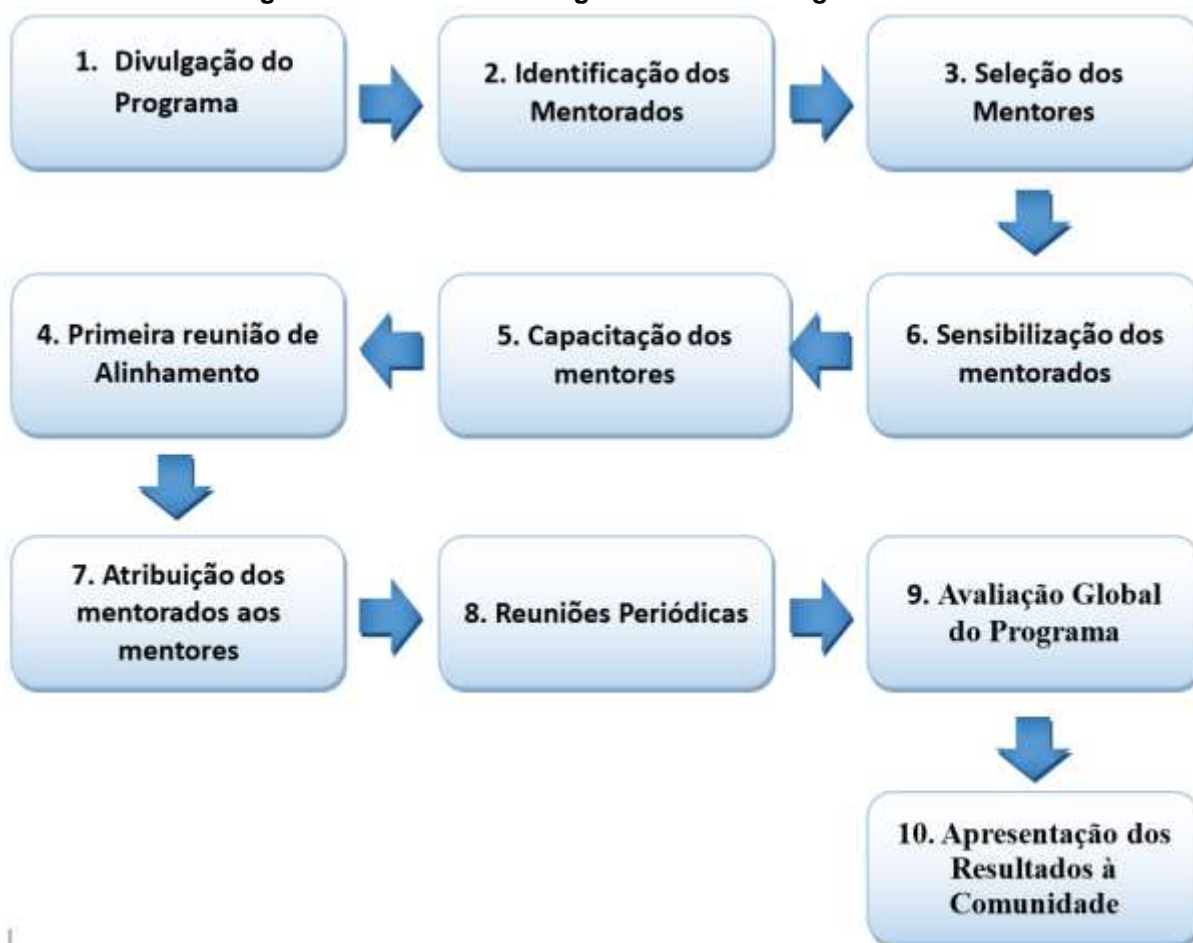 1. Divulgação do
Programa
2. Identificação dos
Mentorados
3. Seleção dos
Mentores
4. Primeira reunião de
Alinhamento
5. Capacitação dos
mentores
6. Sensibilização dos
mentorados
7. Atribuição dos
mentorados aos
mentores
8. Reuniões Periódicas
9. Avaliação Global
do Programa
10. Apresentação dos
Resultados à
Comunidade